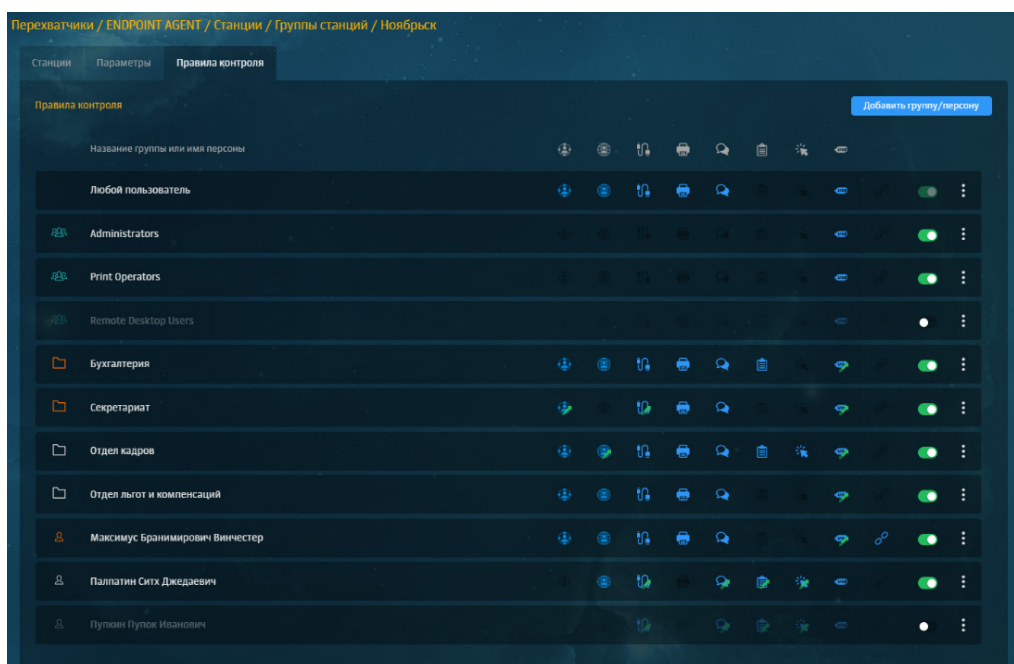 Перехватчики / ENDPOINT AGENT / Станции / Группы станций / Ноябрьск
Станции Параметры Правила контроля
Правила контроля Добавить группу/персону
Название группы или имя персоны
Любой пользователь
Administrators
Print Operators
Remote Desktop Users
Бухгалтерия
Секретариат
Отдел кадров
Отдел льгот и компенсаций
Максимус Бранимирович Винчестер
Палпатин Ситх Джедаевич
Пупкин Пупок Иванович